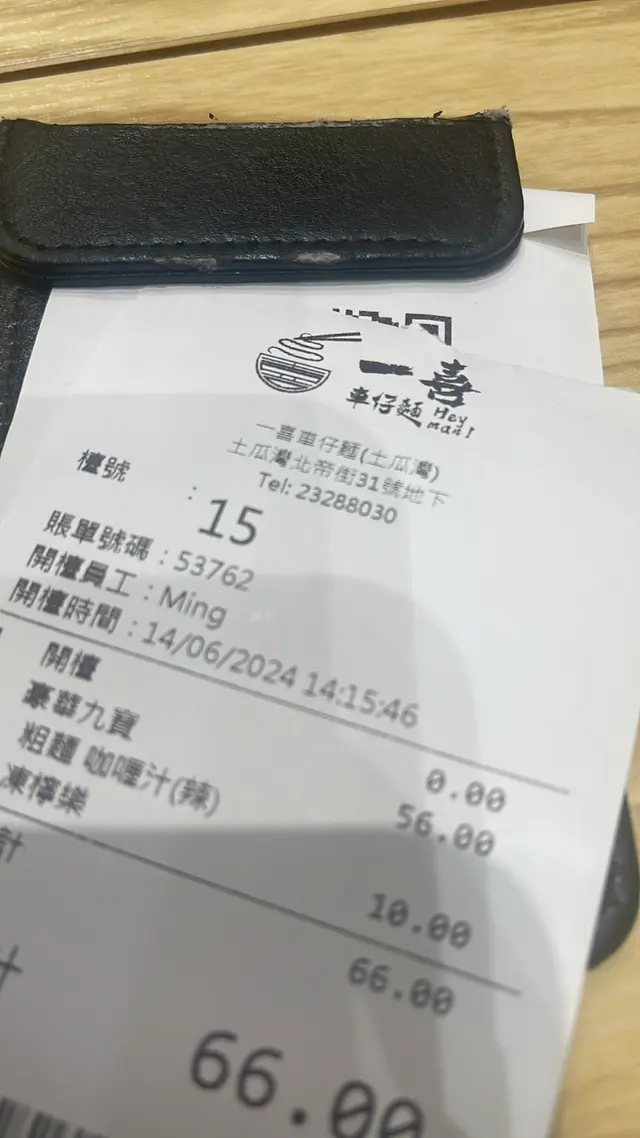 一喜
車仔麵 Hey man!
一喜車仔麵(土瓜灣)
土瓜灣北帝街31號地下
Tel: 23288030
檯號 : 15
賬單號碼 : 53762
開檯員工 : Ming
開檯時間 : 14/06/2024 14:15:46
開檯 0.00
豪華九寶 56.00
粗麵 咖喱汁(辣)
凍檸樂 10.00
計 66.00
計 66.00